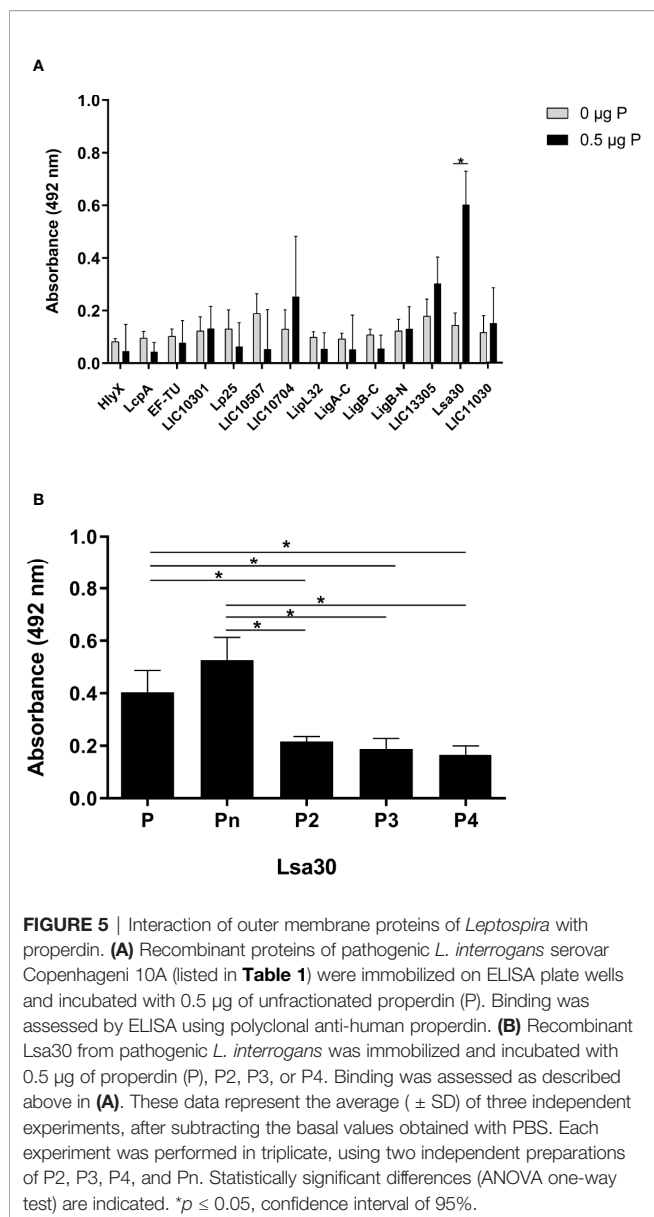 A
Absorbance (492 nm)
1.0
0.8
0.6
0.4
0.2
0.0
*
0 µg P
0.5 µg P
HlyX
LcpA
EF-TU
LIC10301
Lp25
LIC10507
LIC10704
LipL32
LigA-C
LigB-C
LigB-N
LIC13305
Lsa30
LIC11030
B
Absorbance (492 nm)
1.0
0.8
0.6
0.4
0.2
0.0
*
*
*
*
*
*
P
Pn
P2
P3
P4
Lsa30
FIGURE 5 | Interaction of outer membrane proteins of Leptospira with
properdin. (A) Recombinant proteins of pathogenic L. interrogans serovar
Copenhageni 10A (listed in Table 1) were immobilized on ELISA plate wells
and incubated with 0.5 µg of unfractionated properdin (P). Binding was
assessed by ELISA using polyclonal anti-human properdin. (B) Recombinant
Lsa30 from pathogenic L. interrogans was immobilized and incubated with
0.5 µg of properdin (P), P2, P3, or P4. Binding was assessed as described
above in (A). These data represent the average ( ± SD) of three independent
experiments, after subtracting the basal values obtained with PBS. Each
experiment was performed in triplicate, using two independent preparations
of P2, P3, P4, and Pn. Statistically significant differences (ANOVA one-way
test) are indicated. *p ≤ 0.05, confidence interval of 95%.